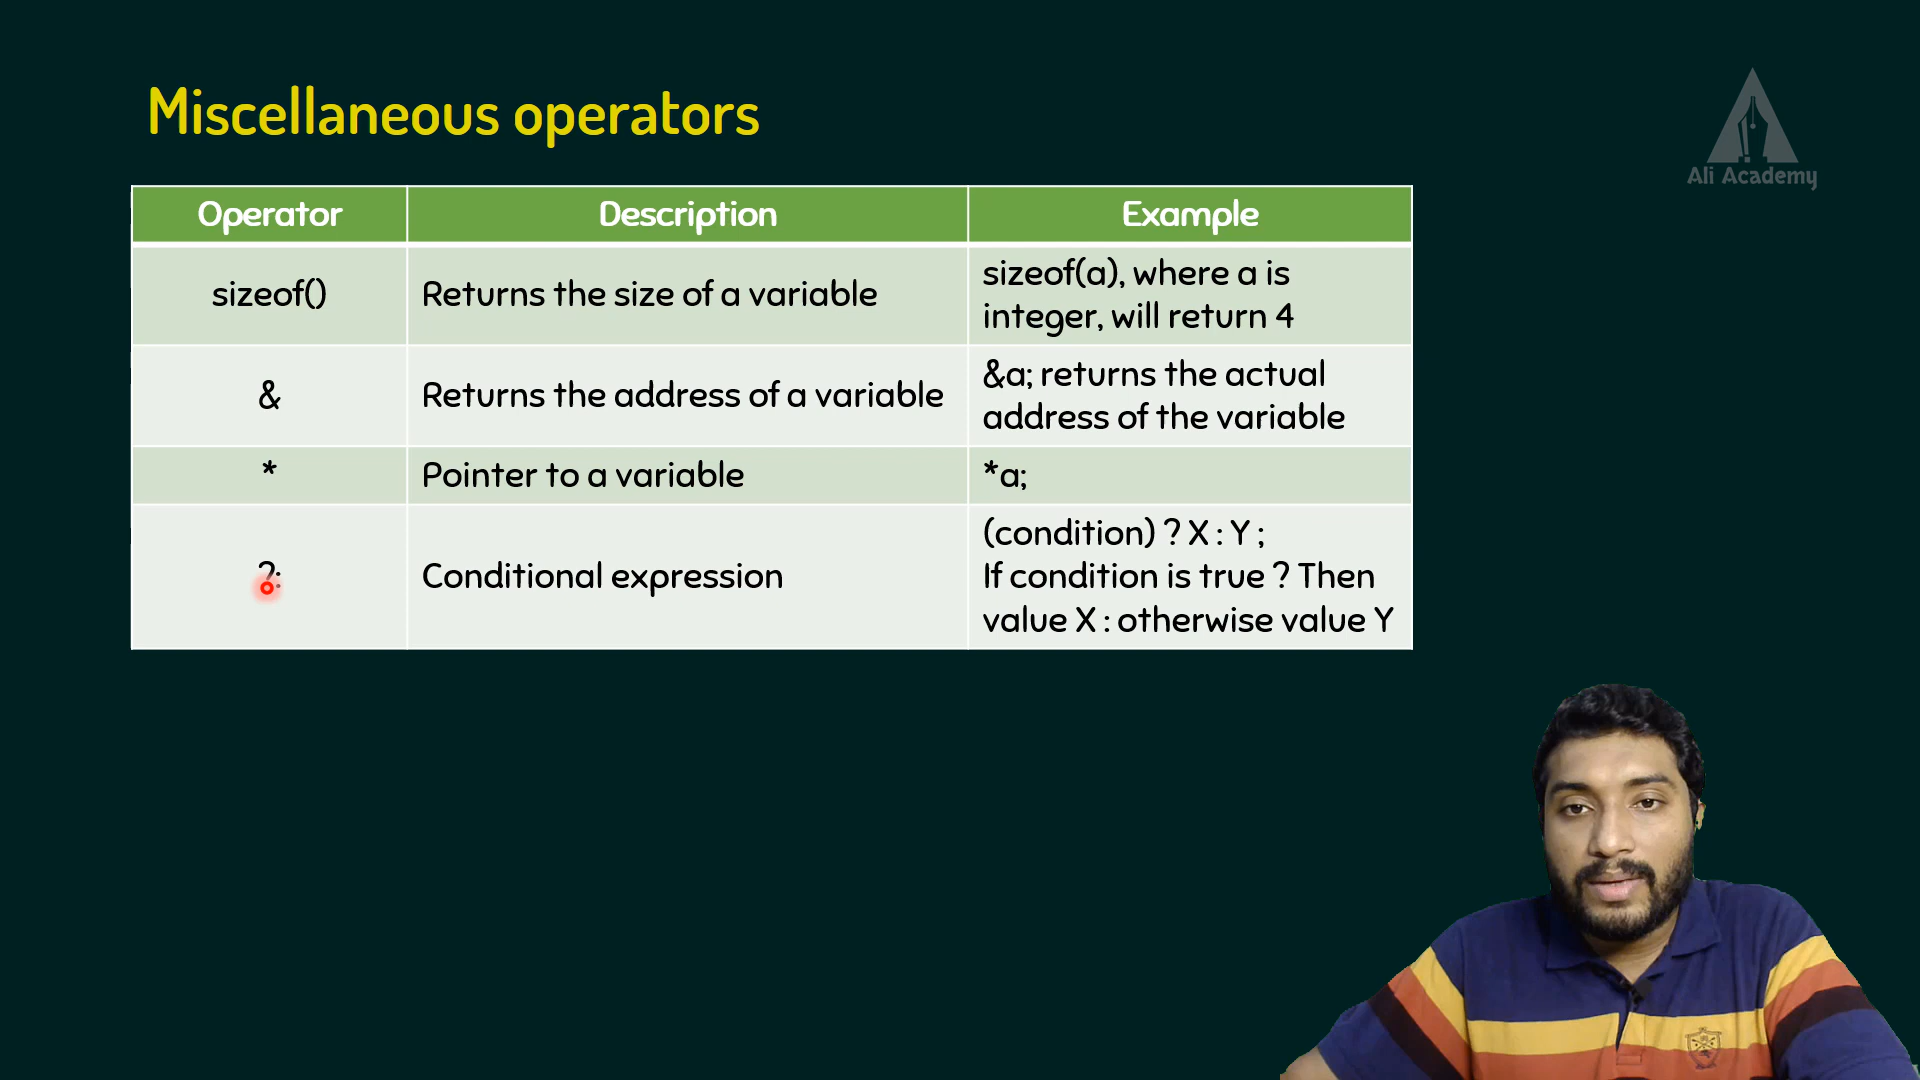 Miscellaneous operators
Ali Academy
Operator
Description
Example
sizeof()
Returns the size of a variable
sizeof(a), where a is
integer, will return 4
&
Returns the address of a variable
&a; returns the actual
address of the variable
*
Pointer to a variable
*a;
?:
Conditional expression
(condition) ? X : Y ;
If condition is true ? Then
value X : otherwise value Y